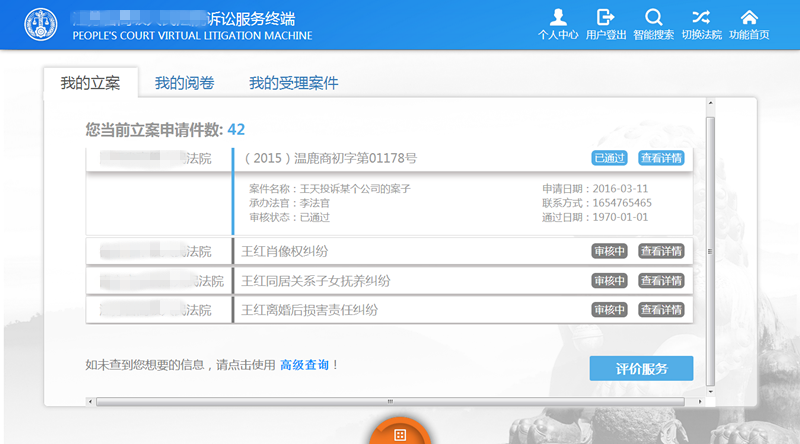 诉讼服务终端
PEOPLE'S COURT VIRTUAL LITIGATION MACHINE
个人中心 用户登出 智能搜索 切换法院 功能首页
我的立案 我的阅卷 我的受理案件
您当前立案申请件数: 42
法院 （2015）温鹿商初字第01178号 已通过 查看详情
案件名称：王天投诉某个公司的案子 申请日期：2016-03-11
承办法官：李法官 联系方式：1654765465
审核状态：已通过 通过日期：1970-01-01
法院 王红肖像权纠纷 审核中 查看详情
法院 王红同居关系子女抚养纠纷 审核中 查看详情
法院 王红离婚后损害责任纠纷 审核中 查看详情
如未查到您想要的信息，请点击使用 高级查询！ 评价服务